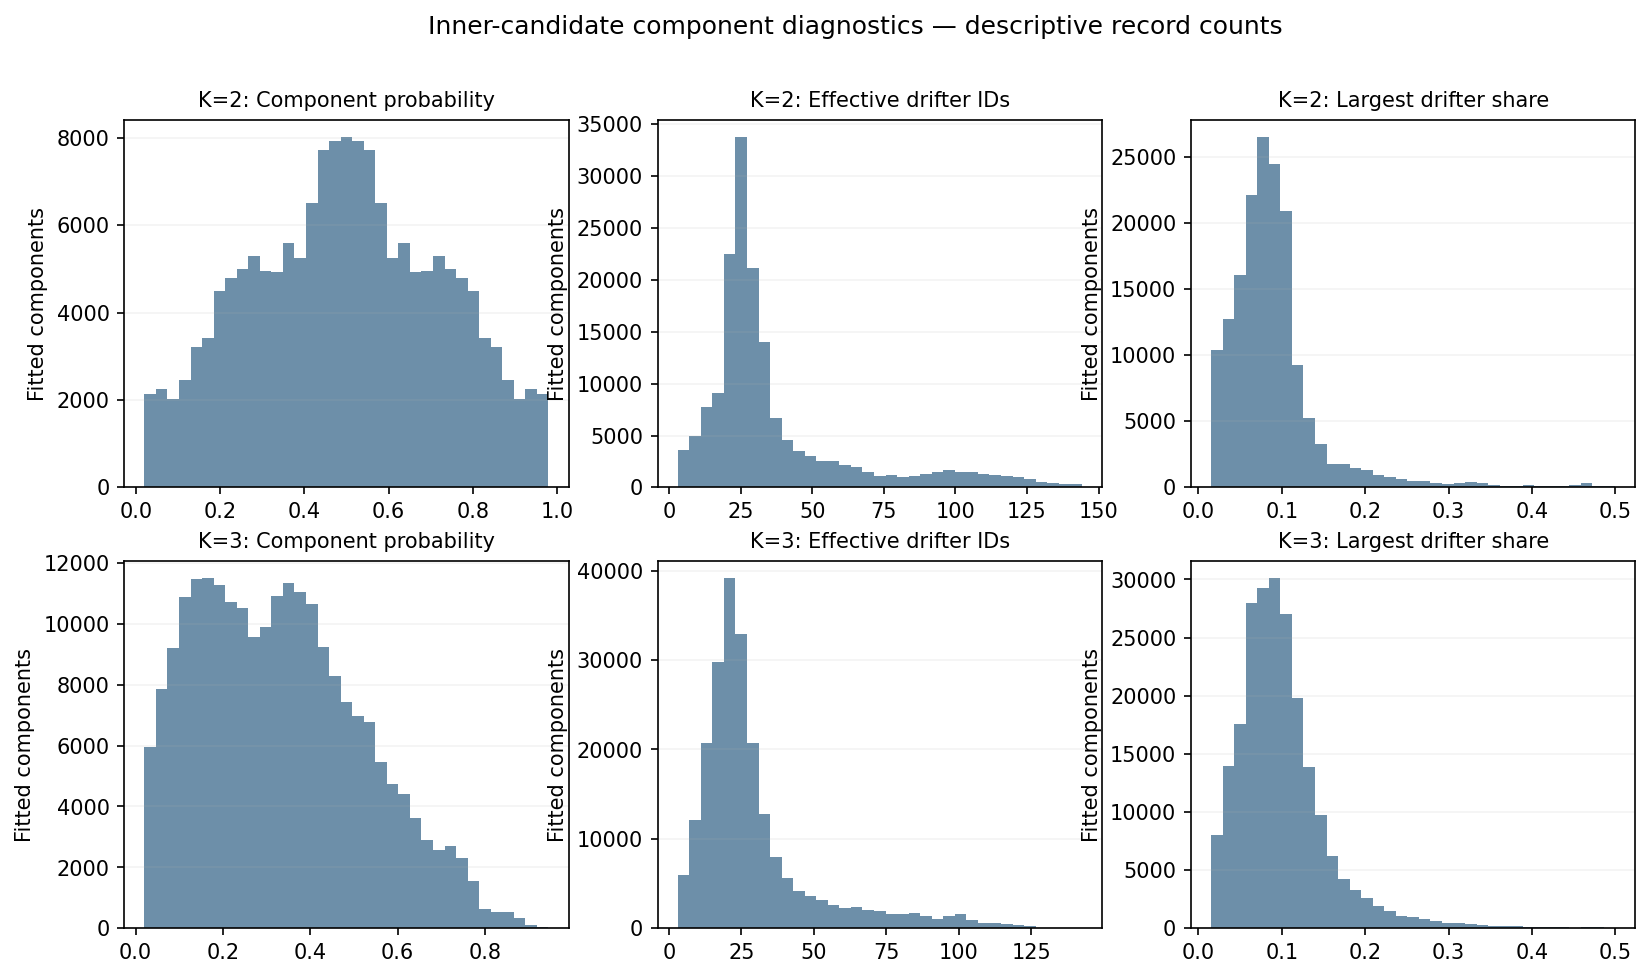 Inner-candidate component diagnostics — descriptive record counts
K=2: Component probability
Fitted components
8000
6000
4000
2000
0
0.0 0.2 0.4 0.6 0.8 1.0
K=2: Effective drifter IDs
Fitted components
35000
30000
25000
20000
15000
10000
5000
0
0 25 50 75 100 125 150
K=2: Largest drifter share
Fitted components
25000
20000
15000
10000
5000
0
0.0 0.1 0.2 0.3 0.4 0.5
K=3: Component probability
Fitted components
12000
10000
8000
6000
4000
2000
0
0.0 0.2 0.4 0.6 0.8
K=3: Effective drifter IDs
Fitted components
40000
30000
20000
10000
0
0 25 50 75 100 125
K=3: Largest drifter share
Fitted components
30000
25000
20000
15000
10000
5000
0
0.0 0.1 0.2 0.3 0.4 0.5